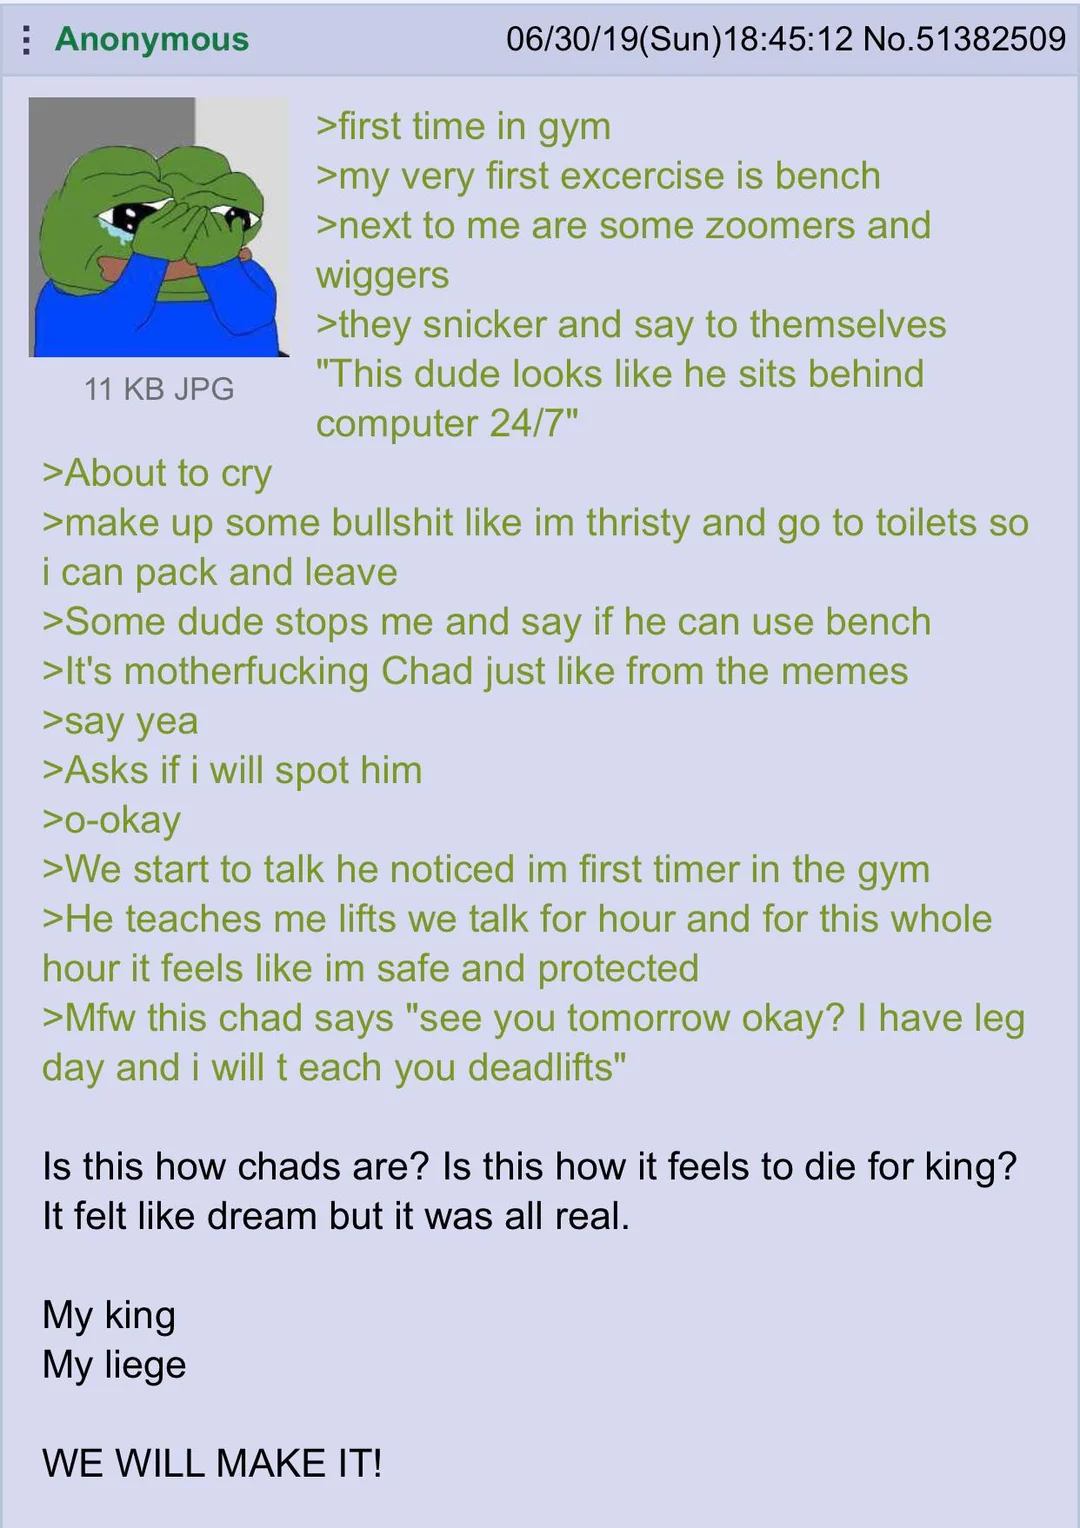 Anonymous 06/30/19(Sun)18:45:12 No.51382509
>first time in gym
>my very first excercise is bench
>next to me are some zoomers and
wiggers
>they snicker and say to themselves
"This dude looks like he sits behind
computer 24/7"
11 KB JPG
>About to cry
>make up some bullshit like im thristy and go to toilets so
i can pack and leave
>Some dude stops me and say if he can use bench
>It's motherfucking Chad just like from the memes
>say yea
>Asks if i will spot him
>o-okay
>We start to talk he noticed im first timer in the gym
>He teaches me lifts we talk for hour and for this whole
hour it feels like im safe and protected
>Mfw this chad says "see you tomorrow okay? I have leg
day and i will t each you deadlifts"
Is this how chads are? Is this how it feels to die for king?
It felt like dream but it was all real.
My king
My liege
WE WILL MAKE IT!